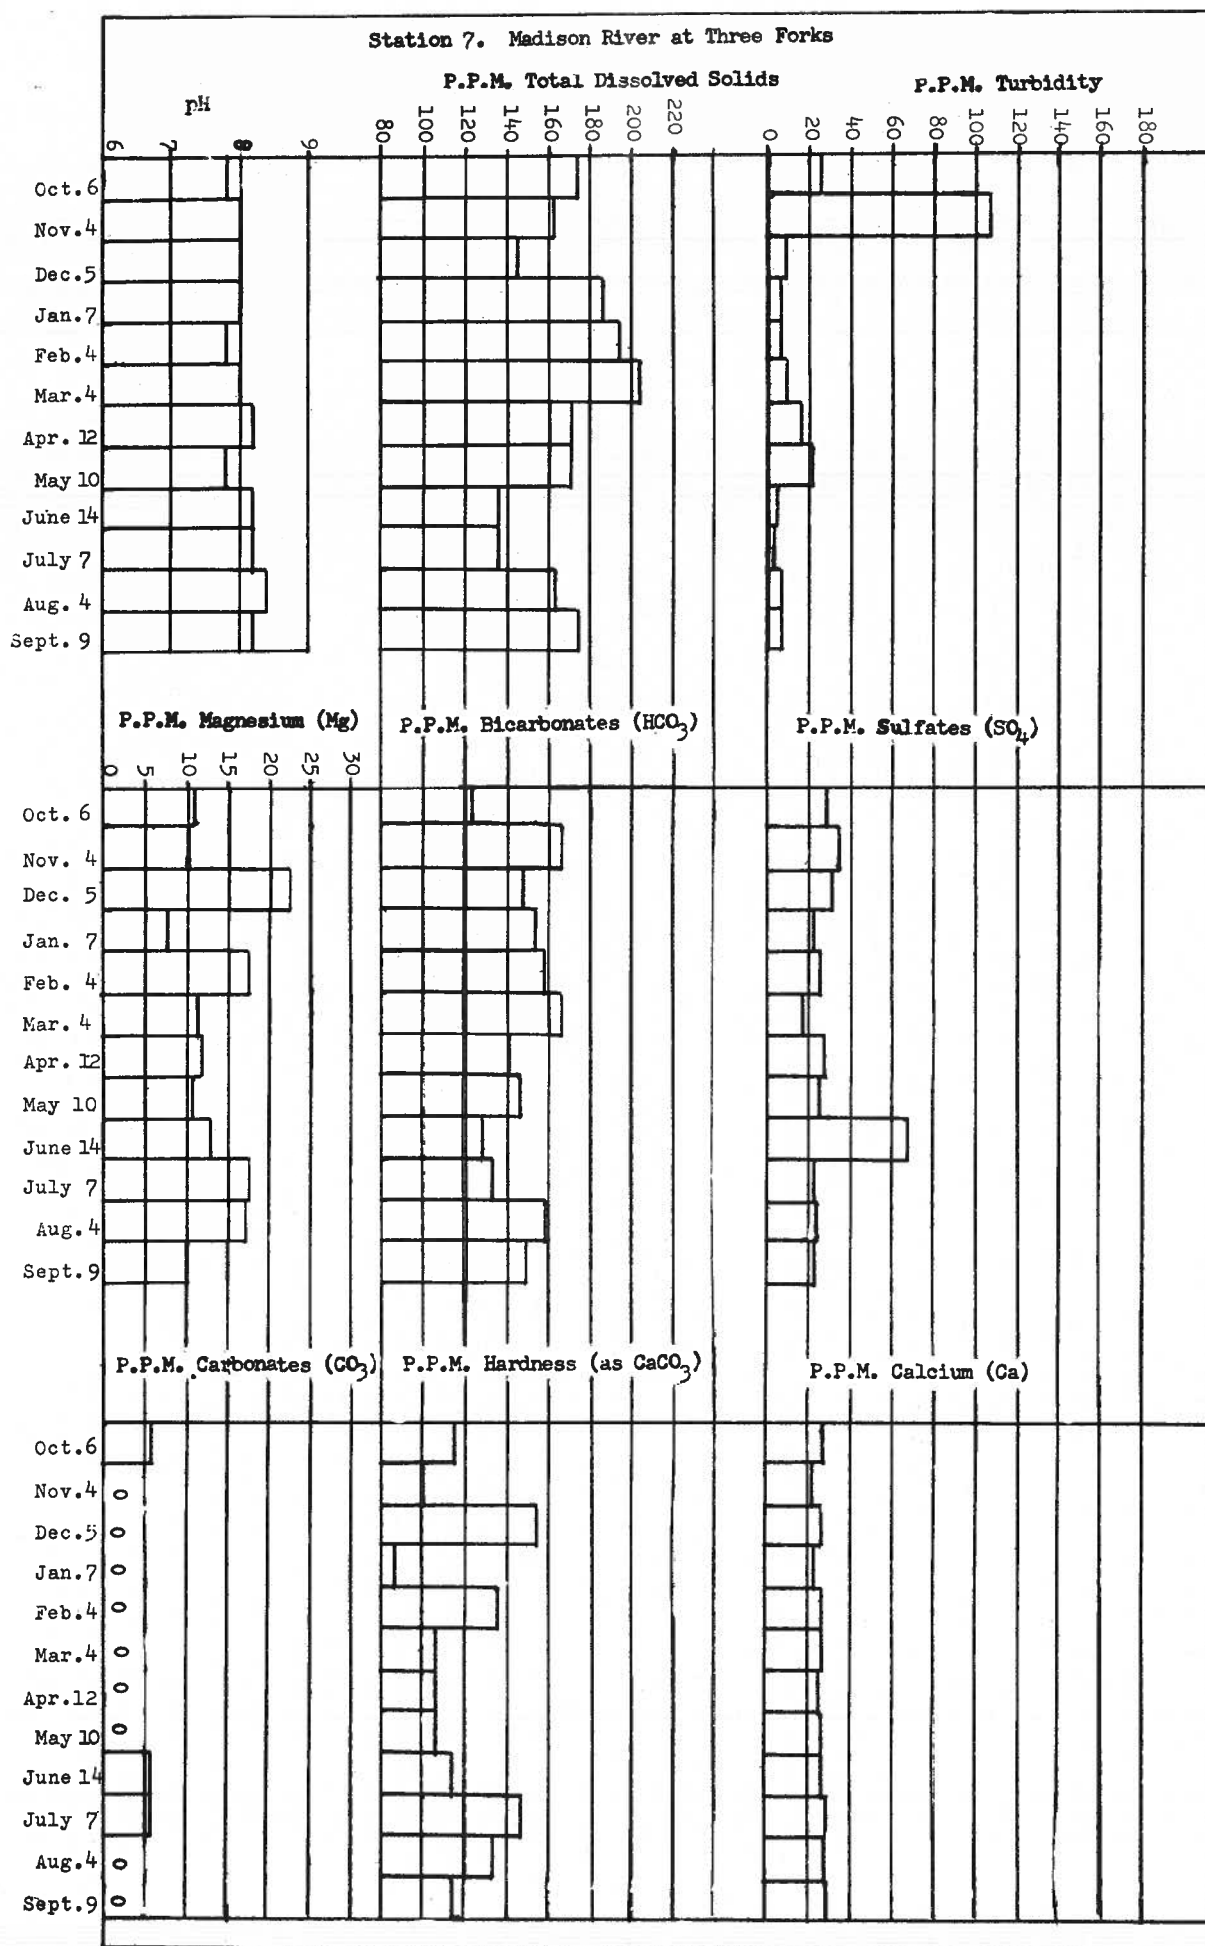 Station 7. Madison River at Three Forks
P.P.M. Total Dissolved Solids
P.P.M. Turbidity
pH
6 7 8 9
80 100 120 140 160 180 200 220
0 20 40 60 80 100 120 140 160 180
Oct. 6
Nov. 4
Dec. 5
Jan. 7
Feb. 4
Mar. 4
Apr. 12
May 10
June 14
July 7
Aug. 4
Sept. 9
P.P.M. Magnesium (Mg)
P.P.M. Bicarbonates (HCO3)
P.P.M. Sulfates (SO4)
0 5 10 15 20 25 30
Oct. 6
Nov. 4
Dec. 5
Jan. 7
Feb. 4
Mar. 4
Apr. 12
May 10
June 14
July 7
Aug. 4
Sept. 9
P.P.M. Carbonates (CO3)
P.P.M. Hardness (as CaCO3)
P.P.M. Calcium (Ca)
Oct. 6
Nov. 4 0
Dec. 5 0
Jan. 7 0
Feb. 4 0
Mar. 4 0
Apr. 12 0
May 10 0
June 14
July 7
Aug. 4 0
Sept. 9 0